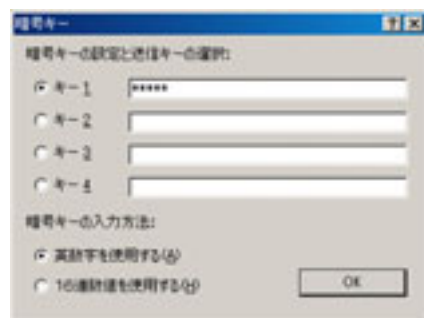 暗号キー
暗号キーの設定と送信キーの選択:
キー1 *****
キー2
キー3
キー4
暗号キーの入力方法:
英数字を使用する(A)
16進数値を使用する(H)
OK